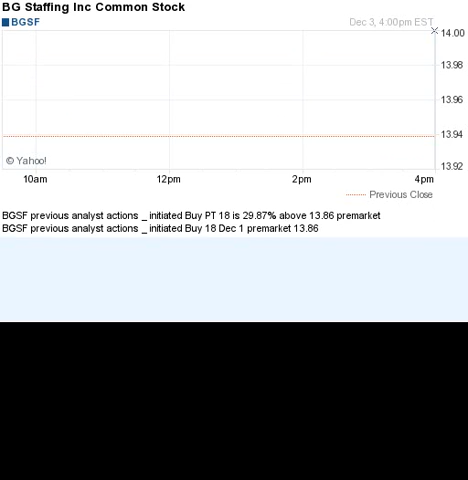 BG Staffing Inc Common Stock
BGSF Dec 3, 4:00pm EST
14.00
13.98
13.96
13.94
13.92
© Yahoo!
10am 12pm 2pm 4pm
Previous Close
BGSF previous analyst actions _ initiated Buy PT 18 is 29.87% above 13.86 premarket
BGSF previous analyst actions _ initiated Buy 18 Dec 1 premarket 13.86